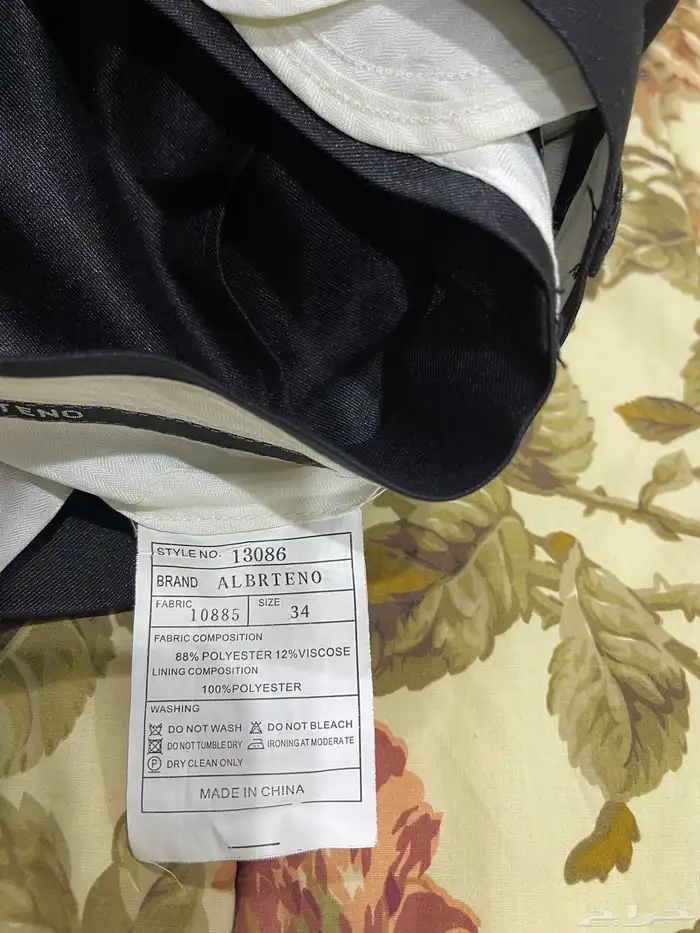 TENO
STYLE NO: 13086
BRAND ALBRTENO
FABRIC 10885 SIZE 34
FABRIC COMPOSITION
88% POLYESTER 12%VISCOSE
LINING COMPOSITION
100%POLYESTER
WASHING
DO NOT WASH DO NOT BLEACH
DO NOT TUMBLE DRY IRONING AT MODERATE
P DRY CLEAN ONLY
MADE IN CHINA
حراج